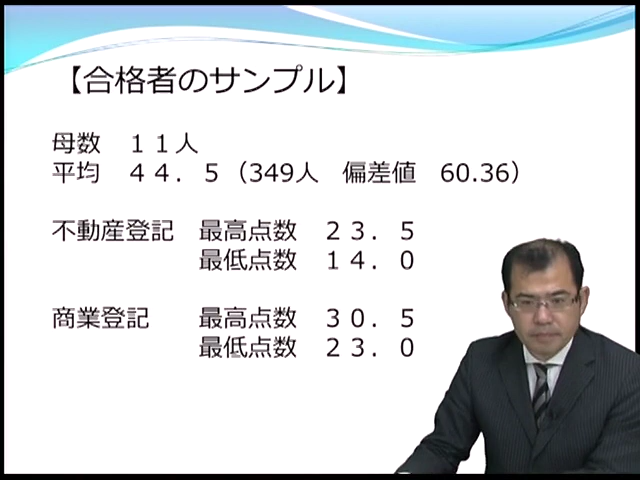 【合格者のサンプル】
母数　１１人
平均　４４．５（349人　偏差値　60.36）
不動産登記　最高点数　２３．５
最低点数　１４．０
商業登記　最高点数　３０．５
最低点数　２３．０